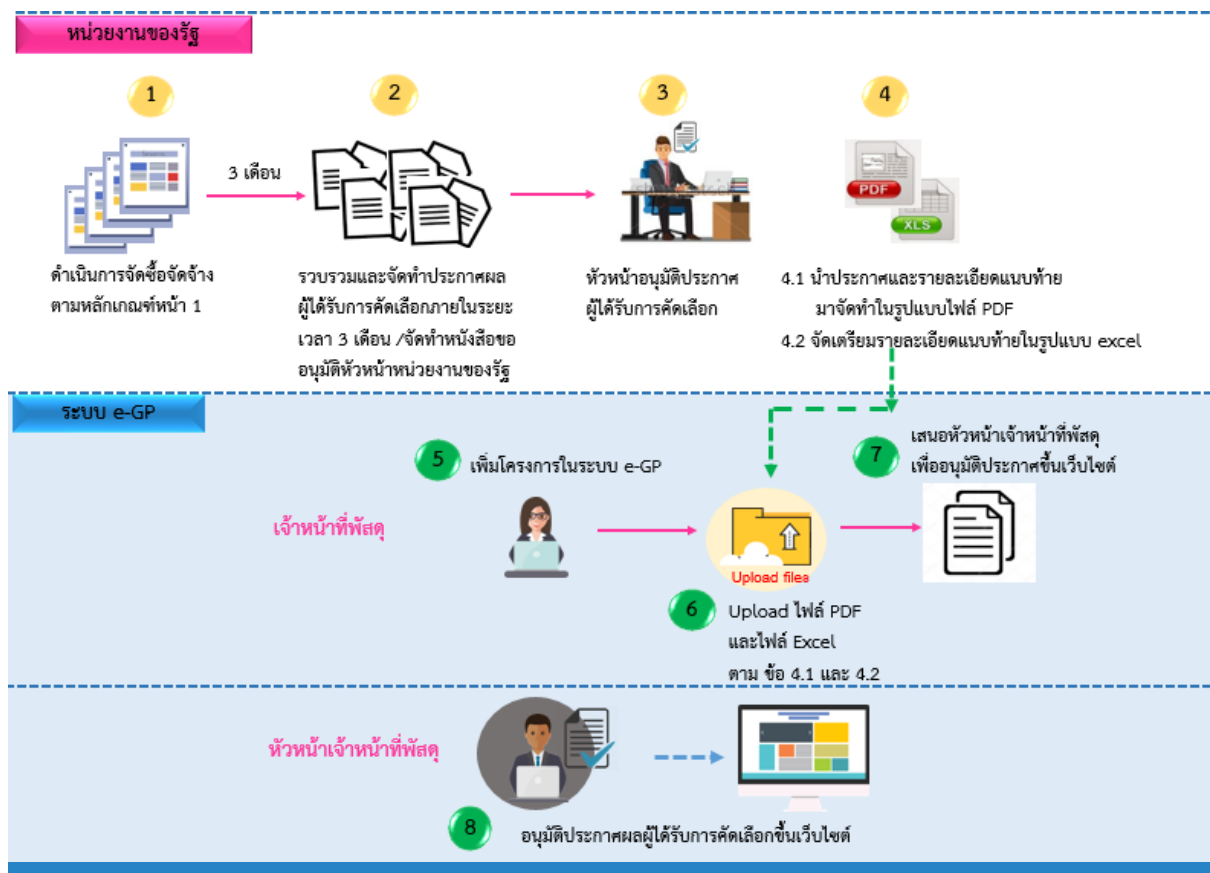 หน่วยงานของรัฐ
1
2
3
4
3 เดือน
PDF
XLS
ดำเนินการจัดซื้อจัดจ้าง
ตามหลักเกณฑ์หน้า 1
รวบรวมและจัดทำประกาศผล
ผู้ได้รับการคัดเลือกภายในระยะ
เวลา 3 เดือน /จัดทำหนังสือขอ
อนุมัติหัวหน้าหน่วยงานของรัฐ
หัวหน้าอนุมัติประกาศ
ผู้ได้รับการคัดเลือก
4.1 นำประกาศและรายละเอียดแนบท้าย
มาจัดทำในรูปแบบไฟล์ PDF
4.2 จัดเตรียมรายละเอียดแนบท้ายในรูปแบบ excel
ระบบ e-GP
5
เพิ่มโครงการในระบบ e-GP
7
เสนอหัวหน้าเจ้าหน้าที่พัสดุ
เพื่ออนุมัติประกาศขึ้นเว็บไซต์
เจ้าหน้าที่พัสดุ
Upload files
6
Upload ไฟล์ PDF
และไฟล์ Excel
ตาม ข้อ 4.1 และ 4.2
หัวหน้าเจ้าหน้าที่พัสดุ
8
อนุมัติประกาศผลผู้ได้รับการคัดเลือกขึ้นเว็บไซต์